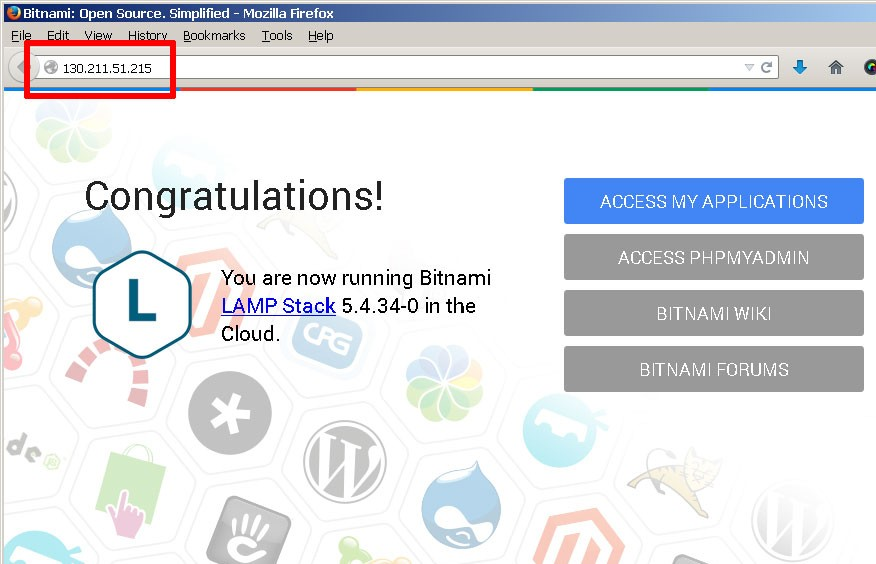 Bitnami: Open Source. Simplified - Mozilla Firefox
File Edit View History Bookmarks Tools Help
130.211.51.215
Congratulations!
L
You are now running Bitnami
LAMP Stack 5.4.34-0 in the
Cloud.
ACCESS MY APPLICATIONS
ACCESS PHPMYADMIN
BITNAMI WIKI
BITNAMI FORUMS
CFG
dc
js
W
W